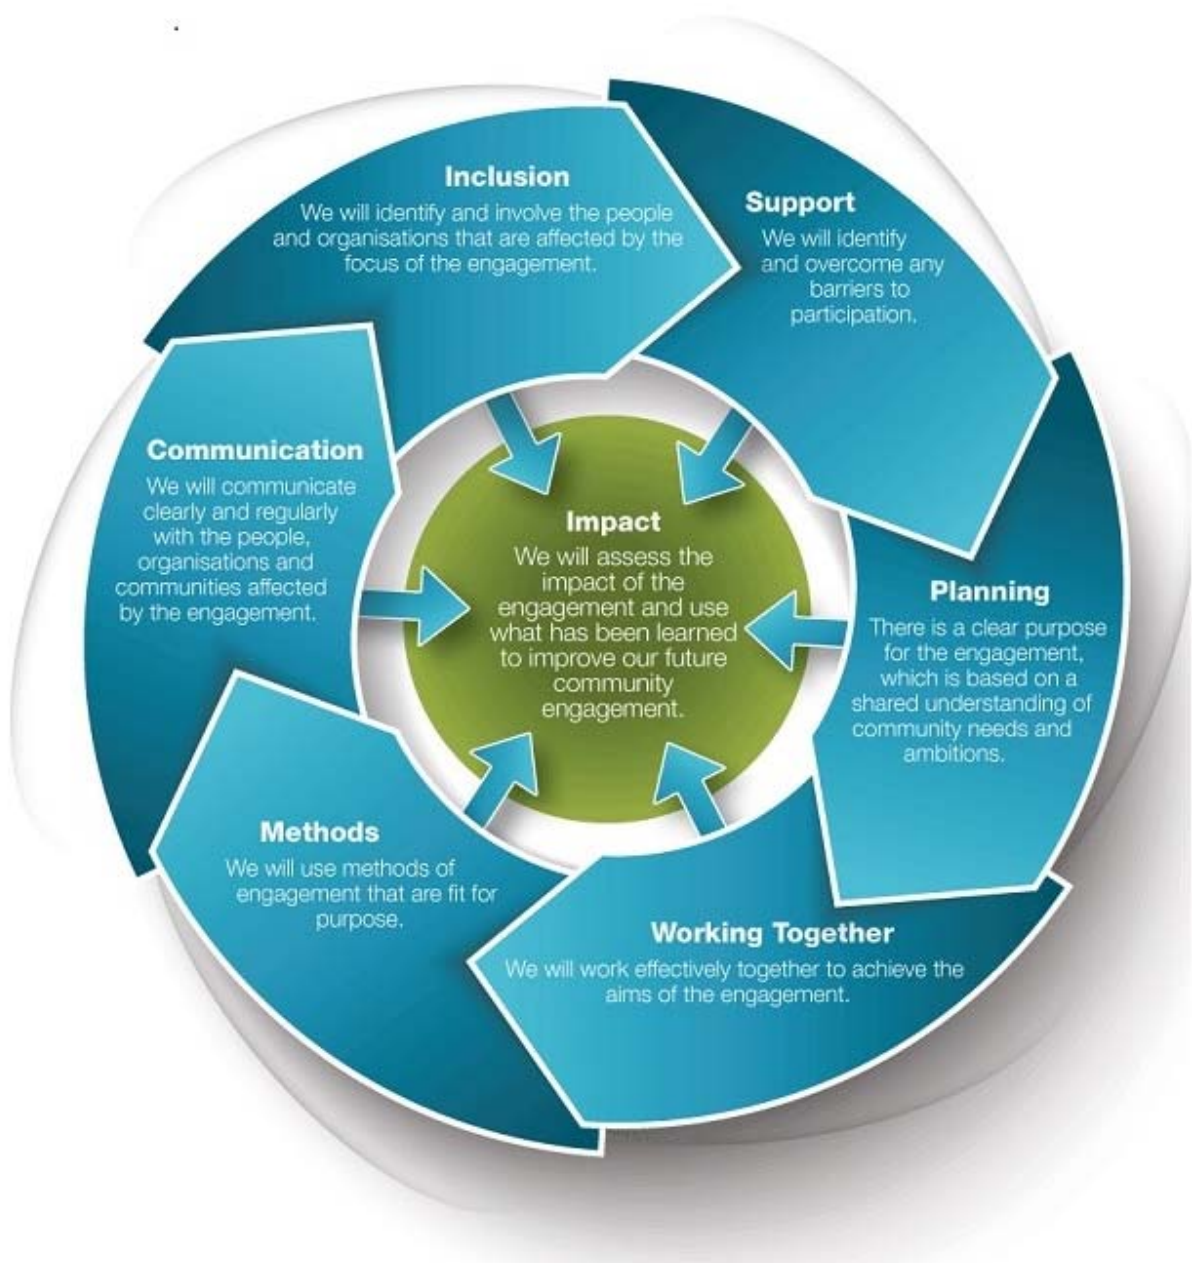 Inclusion
We will identify and involve the people
and organisations that are affected by the
focus of the engagement.
Support
We will identify
and overcome any
barriers to
participation.
Planning
There is a clear purpose
for the engagement,
which is based on a
shared understanding of
community needs and
ambitions.
Working Together
We will work effectively together to achieve the
aims of the engagement.
Methods
We will use methods of
engagement that are fit for
purpose.
Communication
We will communicate
clearly and regularly
with the people,
organisations and
communities affected
by the engagement.
Impact
We will assess the
impact of the
engagement and use
what has been learned
to improve our future
community
engagement.